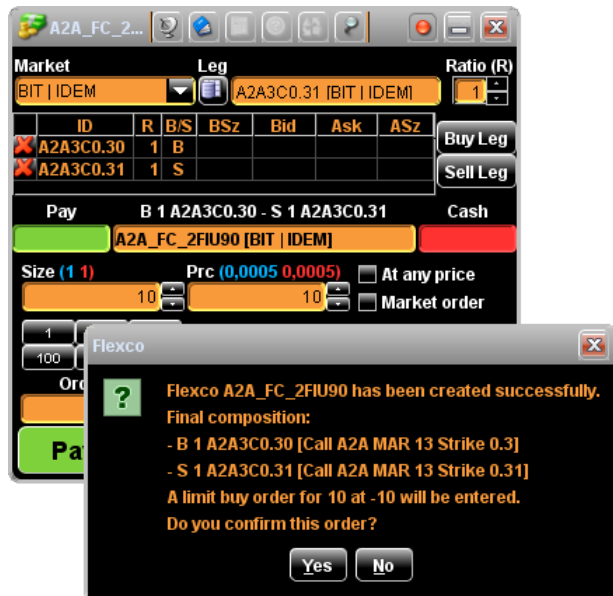 A2A_FC_2...
Market Leg Ratio (R)
BIT | IDEM A2A3C0.31 [BIT | IDEM] 1
ID R B/S BSz Bid Ask ASz
A2A3C0.30 1 B
A2A3C0.31 1 S
Buy Leg
Sell Leg
Pay B 1 A2A3C0.30 - S 1 A2A3C0.31 Cash
A2A_FC_2FIU90 [BIT | IDEM]
Size (1 1) Prc (0,0005 0,0005) At any price
10 10 Market order
1
100
Flexco
Flexco A2A_FC_2FIU90 has been created successfully.
Final composition:
- B 1 A2A3C0.30 [Call A2A MAR 13 Strike 0.3]
- S 1 A2A3C0.31 [Call A2A MAR 13 Strike 0.31]
A limit buy order for 10 at -10 will be entered.
Do you confirm this order?
Yes No